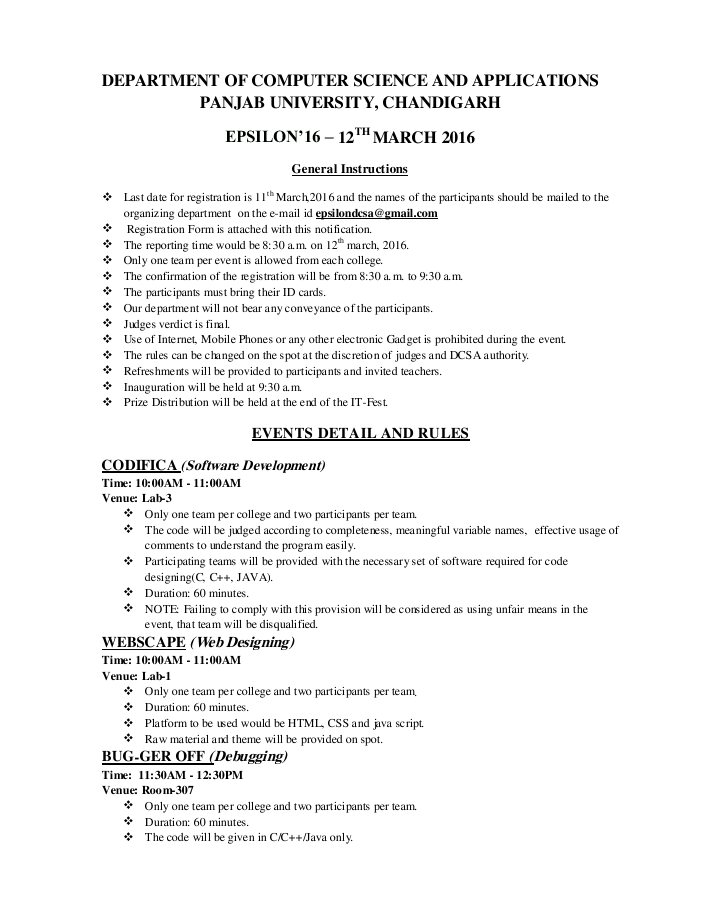 DEPARTMENT OF COMPUTER SCIENCE AND APPLICATIONS
PANJAB UNIVERSITY, CHANDIGARH
EPSILON’16 – 12TH MARCH 2016
General Instructions
❖ Last date for registration is 11th March,2016 and the names of the participants should be mailed to the
organizing department on the e-mail id epsilondcsa@gmail.com
❖ Registration Form is attached with this notification.
❖ The reporting time would be 8:30 a.m. on 12th march, 2016.
❖ Only one team per event is allowed from each college.
❖ The confirmation of the registration will be from 8:30 a.m. to 9:30 a.m.
❖ The participants must bring their ID cards.
❖ Our department will not bear any conveyance of the participants.
❖ Judges verdict is final.
❖ Use of Internet, Mobile Phones or any other electronic Gadget is prohibited during the event.
❖ The rules can be changed on the spot at the discretion of judges and DCSA authority.
❖ Refreshments will be provided to participants and invited teachers.
❖ Inauguration will be held at 9:30 a.m.
❖ Prize Distribution will be held at the end of the IT-Fest.
EVENTS DETAIL AND RULES
CODIFICA (Software Development)
Time: 10:00AM - 11:00AM
Venue: Lab-3
❖ Only one team per college and two participants per team.
❖ The code will be judged according to completeness, meaningful variable names, effective usage of
comments to understand the program easily.
❖ Participating teams will be provided with the necessary set of software required for code
designing(C, C++, JAVA).
❖ Duration: 60 minutes.
❖ NOTE: Failing to comply with this provision will be considered as using unfair means in the
event, that team will be disqualified.
WEBSCAPE (Web Designing)
Time: 10:00AM - 11:00AM
Venue: Lab-1
❖ Only one team per college and two participants per team.
❖ Duration: 60 minutes.
❖ Platform to be used would be HTML, CSS and java script.
❖ Raw material and theme will be provided on spot.
BUG-GER OFF (Debugging)
Time: 11:30AM - 12:30PM
Venue: Room-307
❖ Only one team per college and two participants per team.
❖ Duration: 60 minutes.
❖ The code will be given in C/C++/Java only.